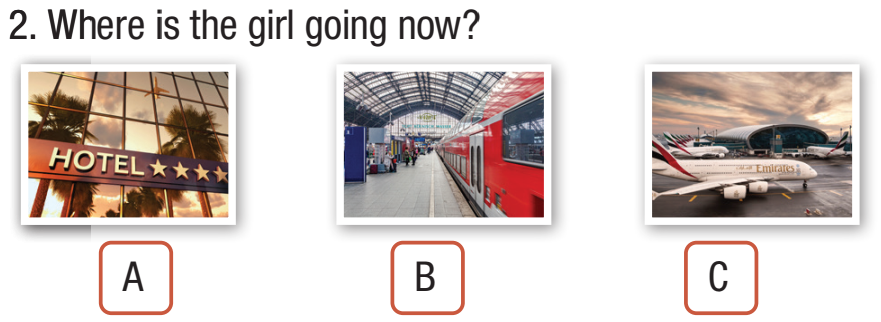 2. Where is the girl going now?
HOTEL
Emirates
A
B
C